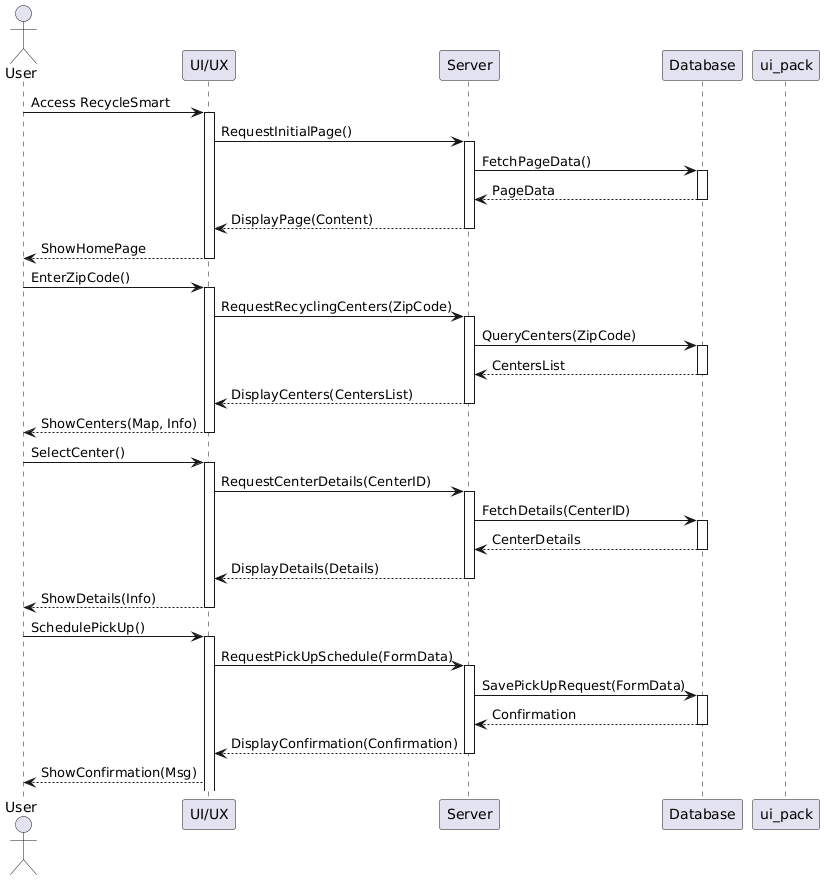 User
UI/UX
Server
Database
ui_pack
Access RecycleSmart
RequestInitialPage()
FetchPageData()
PageData
DisplayPage(Content)
ShowHomePage
EnterZipCode()
RequestRecyclingCenters(ZipCode)
QueryCenters(ZipCode)
CentersList
DisplayCenters(CentersList)
ShowCenters(Map, Info)
SelectCenter()
RequestCenterDetails(CenterID)
FetchDetails(CenterID)
CenterDetails
DisplayDetails(Details)
ShowDetails(Info)
SchedulePickUp()
RequestPickUpSchedule(FormData)
SavePickUpRequest(FormData)
Confirmation
DisplayConfirmation(Confirmation)
ShowConfirmation(Msg)
User
UI/UX
Server
Database
ui_pack